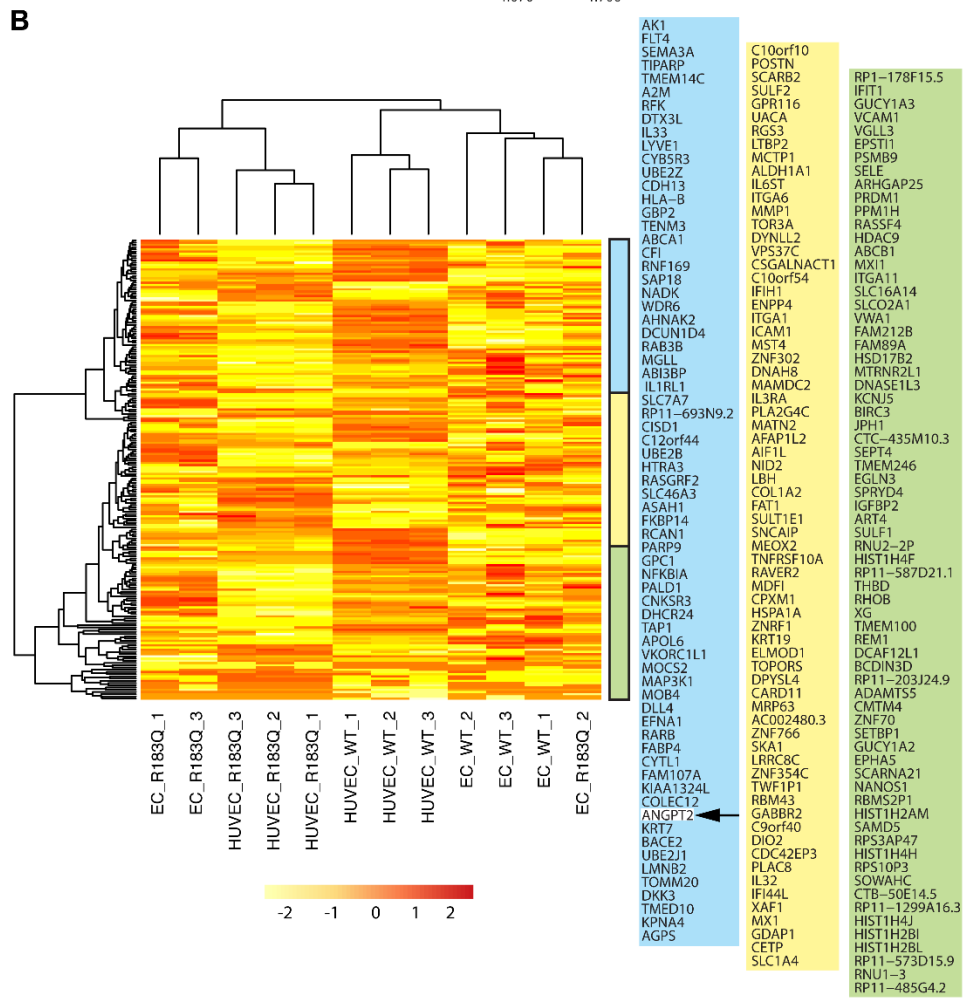 B
AK1
FLT4
SEMA3A
TIPARP
TMEM14C
A2M
RFK
DTX3L
IL33
LYVE1
CYB5R3
UBE2Z
CDH13
HLA−B
GBP2
TENM3
ABCA1
CFI
RNF169
SAP18
NADK
WDR6
AHNAK2
DCUN1D4
RAB3B
MGLL
ABI3BP
IL1RL1
SLC7A7
RP11−693N9.2
CISD1
C12orf44
UBE2B
HTRA3
RASGRF2
SLC46A3
ASAH1
FKBP14
RCAN1
PARP9
GPC1
NFKBIA
PALD1
CNKSR3
DHCR24
TAP1
APOL6
VKORC1L1
MOCS2
MAP3K1
MOB4
DLL4
EFNA1
RARB
FABP4
CYTL1
FAM107A
KIAA1324L
COLEC12
ANGPT2
KRT7
BACE2
UBE2J1
LMNB2
TOMM20
DKK3
TMED10
KPNA4
AGPS
C10orf10
POSTN
SCARB2
SULF2
GPR116
UACA
RGS3
LTBP2
MCTP1
ALDH1A1
IL6ST
ITGA6
MMP1
TOR3A
DYNLL2
VPS37C
CSGALNACT1
C10orf54
IFIH1
ENPP4
ITGA1
ICAM1
MST4
ZNF302
DNAH8
MAMDC2
IL3RA
PLA2G4C
MATN2
AFAP1L2
AIF1L
NID2
LBH
COL1A2
FAT1
SULT1E1
SNCAIP
MEOX2
TNFRSF10A
RAVER2
MDFI
CPXM1
HSPA1A
ZNRF1
KRT19
ELMOD1
TOPORS
DPYSL4
CARD11
MRP63
AC002480.3
ZNF766
SKA1
LRRC8C
ZNF354C
TWF1P1
RBM43
GABBR2
C9orf40
DIO2
CDC42EP3
PLAC8
IL32
IFI44L
XAF1
MX1
GDAP1
CETP
SLC1A4
RP1−178F15.5
IFIT1
GUCY1A3
VCAM1
VGLL3
EPSTI1
PSMB9
SELE
ARHGAP25
PRDM1
PPM1H
RASSF4
HDAC9
ABCB1
MXI1
ITGA11
SLC16A14
SLCO2A1
VWA1
FAM212B
FAM89A
HSD17B2
MTRNR2L1
DNASE1L3
KCNJ5
BIRC3
JPH1
CTC−435M10.3
SEPT4
TMEM246
EGLN3
SPRYD4
IGFBP2
ART4
SULF1
RNU2−2P
HIST1H4F
RP11−587D21.1
THBD
RHOB
XG
TMEM100
REM1
DCAF12L1
BCDIN3D
RP11−203J24.9
ADAMTS5
CMTM4
ZNF70
SETBP1
GUCY1A2
EPHA5
SCARNA21
NANOS1
RBMS2P1
HIST1H2AM
SAMD5
RPS3AP47
HIST1H4H
RPS10P3
SOWAHC
CTB−50E14.5
RP11−1299A16.3
HIST1H4J
HIST1H2BI
HIST1H2BL
RP11−573D15.9
RNU1−3
RP11−485G4.2
EC_R183Q_1
EC_R183Q_3
HUVEC_R183Q_3
HUVEC_R183Q_2
HUVEC_R183Q_1
HUVEC_WT_1
HUVEC_WT_2
HUVEC_WT_3
EC_WT_2
EC_WT_3
EC_WT_1
EC_R183Q_2
-2 -1 0 1 2